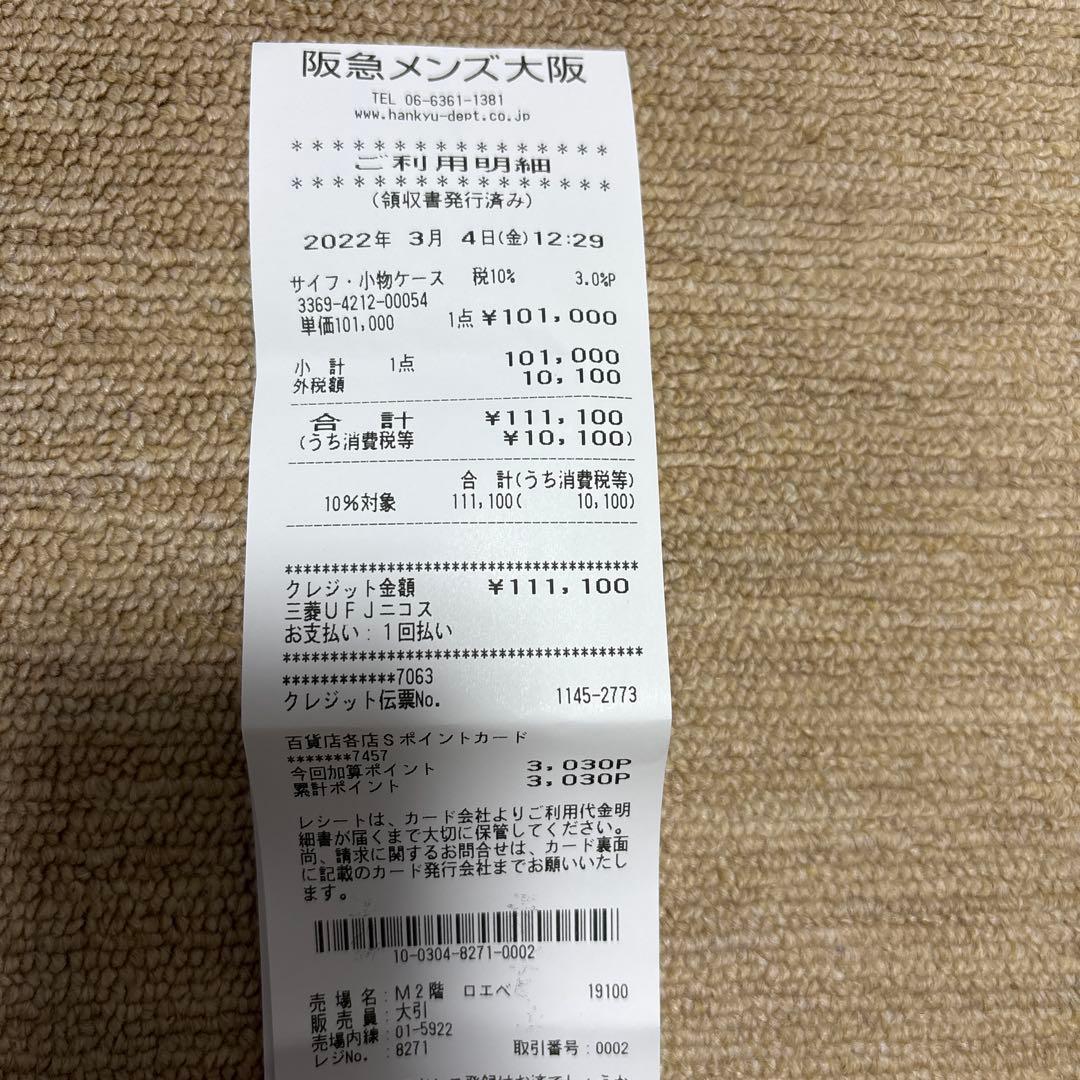 阪急メンズ大阪
TEL 06-6361-1381
www.hankyu-dept.co.jp
****************
ご利用明細
****************
(領収書発行済み)
2022年 3月 4日(金)12:29
サイフ・小物ケース 税10% 3.0%P
3369-4212-00054
単価101,000 1点 ¥101,000
小 計 1点 101,000
外税額 10,100
合 計 ¥111,100
(うち消費税等 ¥10,100)
合 計(うち消費税等)
10%対象 111,100( 10,100)
**************************************
クレジット金額 ¥111,100
三菱UFJニコス
お支払い:1回払い
**************************************
************7063
クレジット伝票No. 1145-2773
百貨店各店Sポイントカード
*******7457
今回加算ポイント 3,030P
累計ポイント 3,030P
レシートは、カード会社よりご利用代金明
細書が届くまで大切に保管してください。
尚、請求に関するお問合せは、カード裏面
に記載のカード発行会社までお願いいたし
ます。
10-0304-8271-0002
売 場 名:M2階 ロエベ 19100
販 売 員:大引
売場内線:01-5922
レジNo. :8271 取引番号:0002